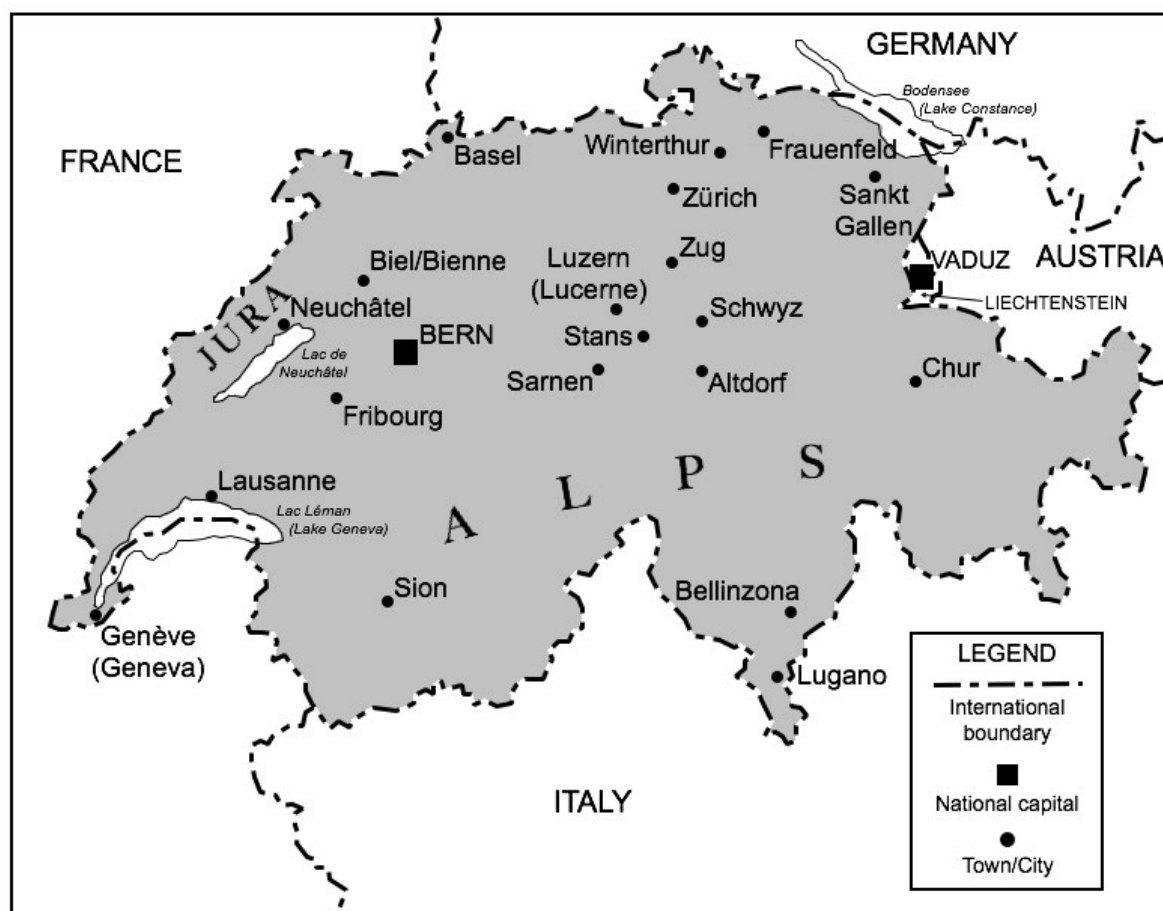 GERMANY
Bodensee
(Lake Constance)
FRANCE
Basel
Winterthur
Frauenfeld
Zürich
Sankt
Gallen
Biel/Bienne
Luzern
(Lucerne)
Zug
VADUZ
AUSTRIA
LIECHTENSTEIN
JURA
Neuchâtel
Lac de
Neuchâtel
BERN
Stans
Schwyz
Sarnen
Altdorf
Chur
Fribourg
ALPS
Lausanne
Lac Léman
(Lake Geneva)
Sion
Bellinzona
Genève
(Geneva)
Lugano
ITALY
LEGEND
International
boundary
National capital
Town/City